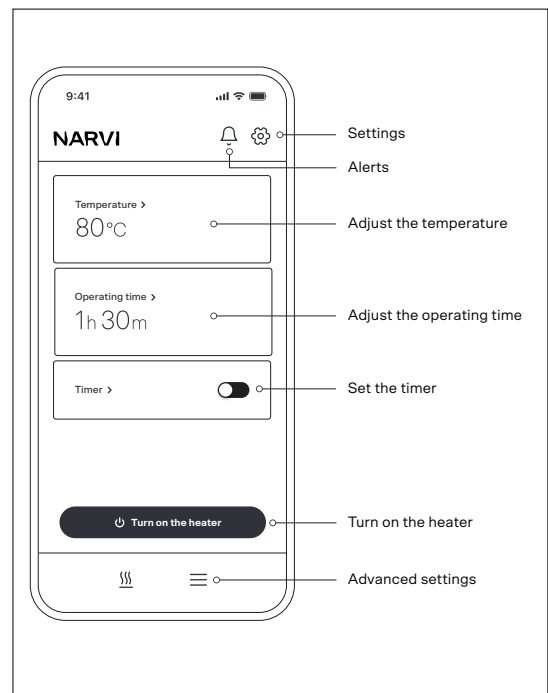 9:41
NARVI
Settings
Alerts
Temperature >
80°C
Adjust the temperature
Operating time >
1h 30m
Adjust the operating time
Timer >
Set the timer
Turn on the heater
Turn on the heater
Advanced settings